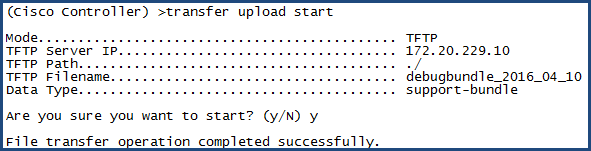 (Cisco Controller) >transfer upload start
Mode............................................. TFTP
TFTP Server IP................................... 172.20.229.10
TFTP Path........................................ ./
TFTP Filename.................................... debugbundle_2016_04_10
Data Type........................................ support-bundle
Are you sure you want to start? (y/N) y
File transfer operation completed successfully.